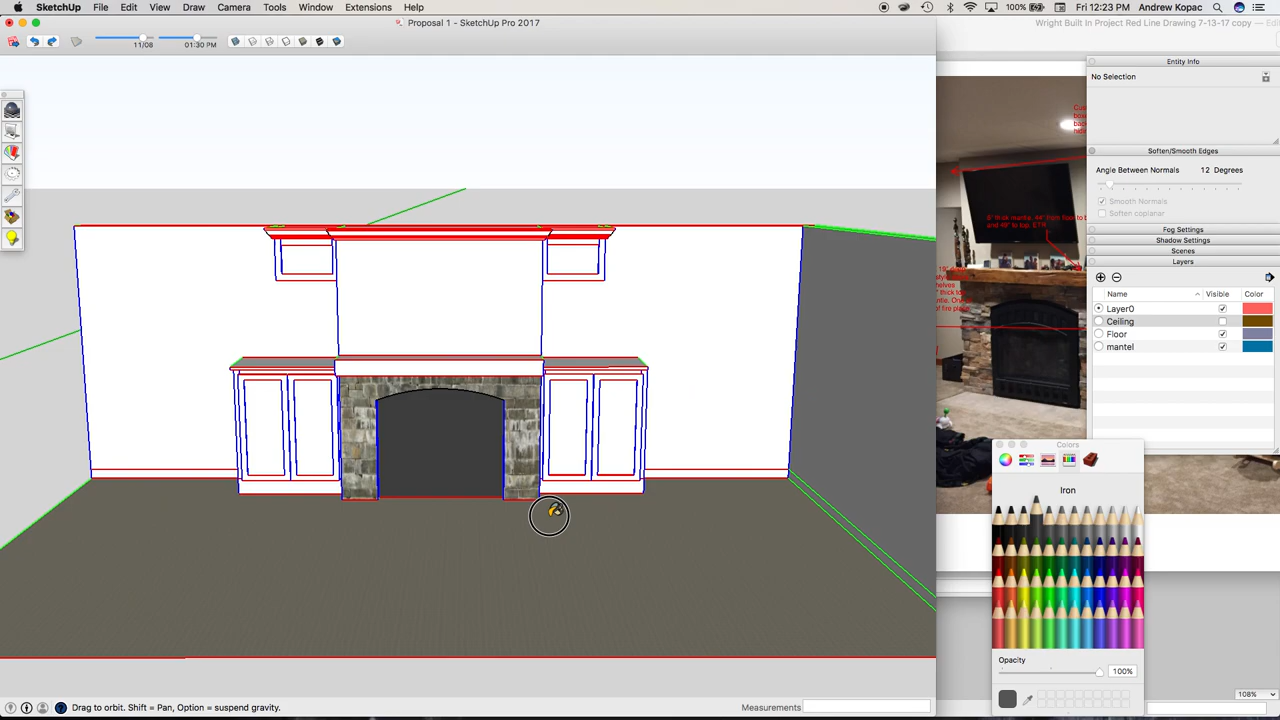 SketchUp File Edit View Draw Tools Camera Window Extensions Help
100% Fri 12:23 PM Andrew Kopac
Proposal 1 - SketchUp Pro 2017
Wright Built In Project Red Line Drawing 7-13-17 copy
11/08 01:30 PM
Entity Info
No Selection
Soften/Smooth Edges
Angle Between Normals 12 Degrees
Smooth Normals
Soften coplanar
Fog Settings
Shadow Settings
Scenes
Layers
Name Visible Color
Layer0
Ceiling
Floor
mantel
and 49" to top.
Colors
Iron
Opacity
100%
108%
Drag to orbit. Shift = Pan, Option = suspend gravity.
Measurements